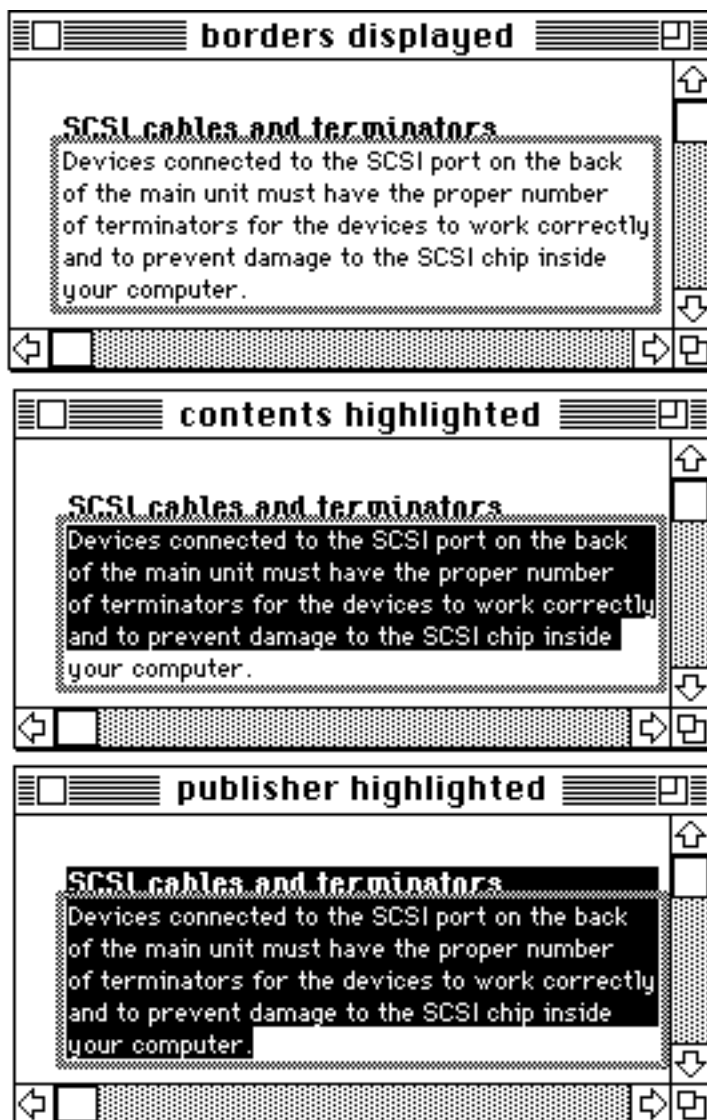 borders displayed
SCSI cables and terminators
Devices connected to the SCSI port on the back
of the main unit must have the proper number
of terminators for the devices to work correctly
and to prevent damage to the SCSI chip inside
your computer.
contents highlighted
SCSI cables and terminators
Devices connected to the SCSI port on the back
of the main unit must have the proper number
of terminators for the devices to work correctly
and to prevent damage to the SCSI chip inside
your computer.
publisher highlighted
SCSI cables and terminators
Devices connected to the SCSI port on the back
of the main unit must have the proper number
of terminators for the devices to work correctly
and to prevent damage to the SCSI chip inside
your computer.